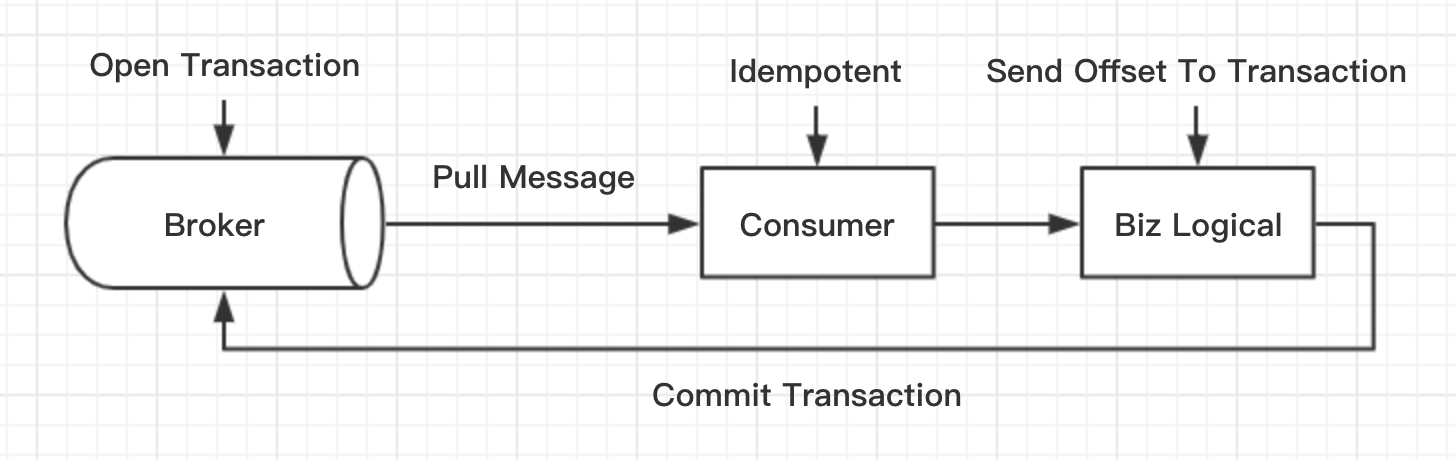 Open Transaction
Idempotent
Send Offset To Transaction
Pull Message
Broker
Consumer
Biz Logical
Commit Transaction